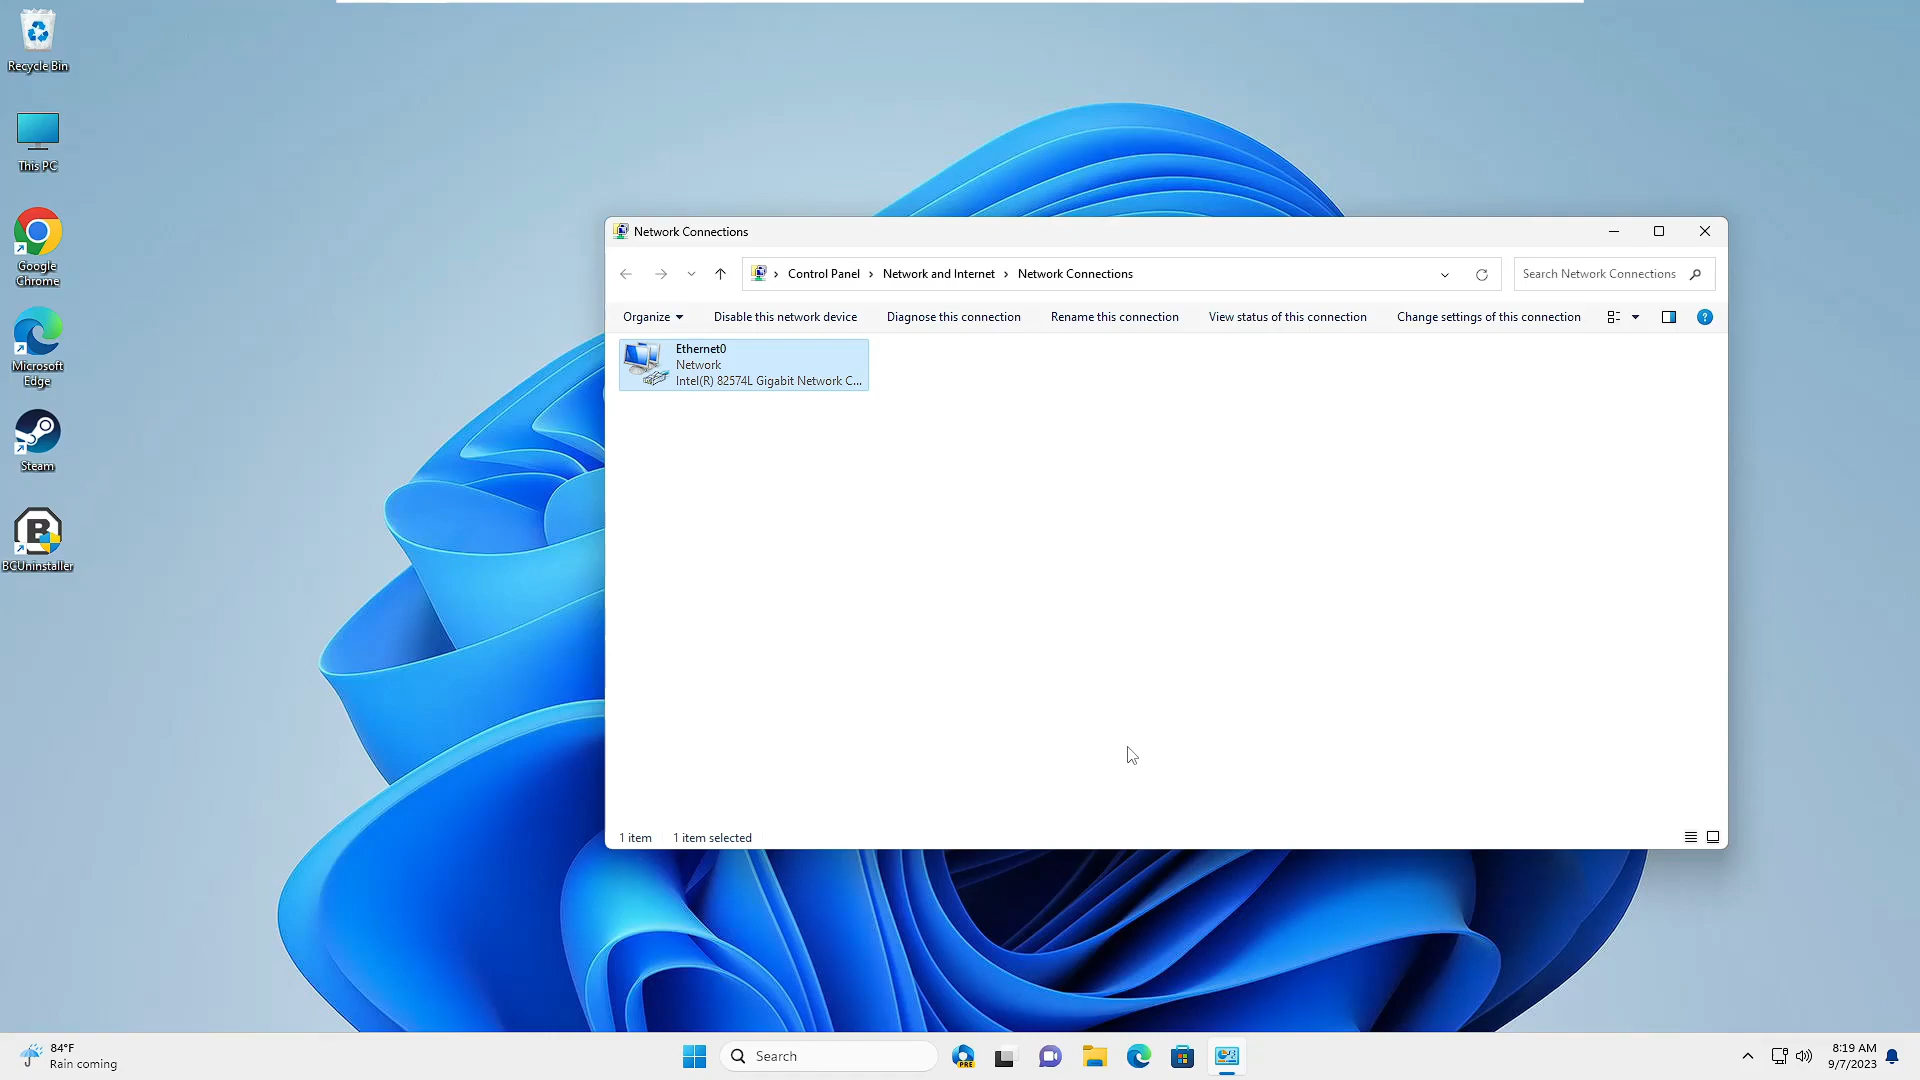 Recycle Bin
This PC
Google
Chrome
Microsoft
Edge
Steam
BCUninstaller
Network Connections
Control Panel
Network and Internet
Network Connections
Search Network Connections
Organize
Disable this network device
Diagnose this connection
Rename this connection
View status of this connection
Change settings of this connection
?
Ethernet0
Network
Intel(R) 82574L Gigabit Network C...
1 item
1 item selected
84°F
Rain coming
Search
PRE
8:19 AM
9/7/2023